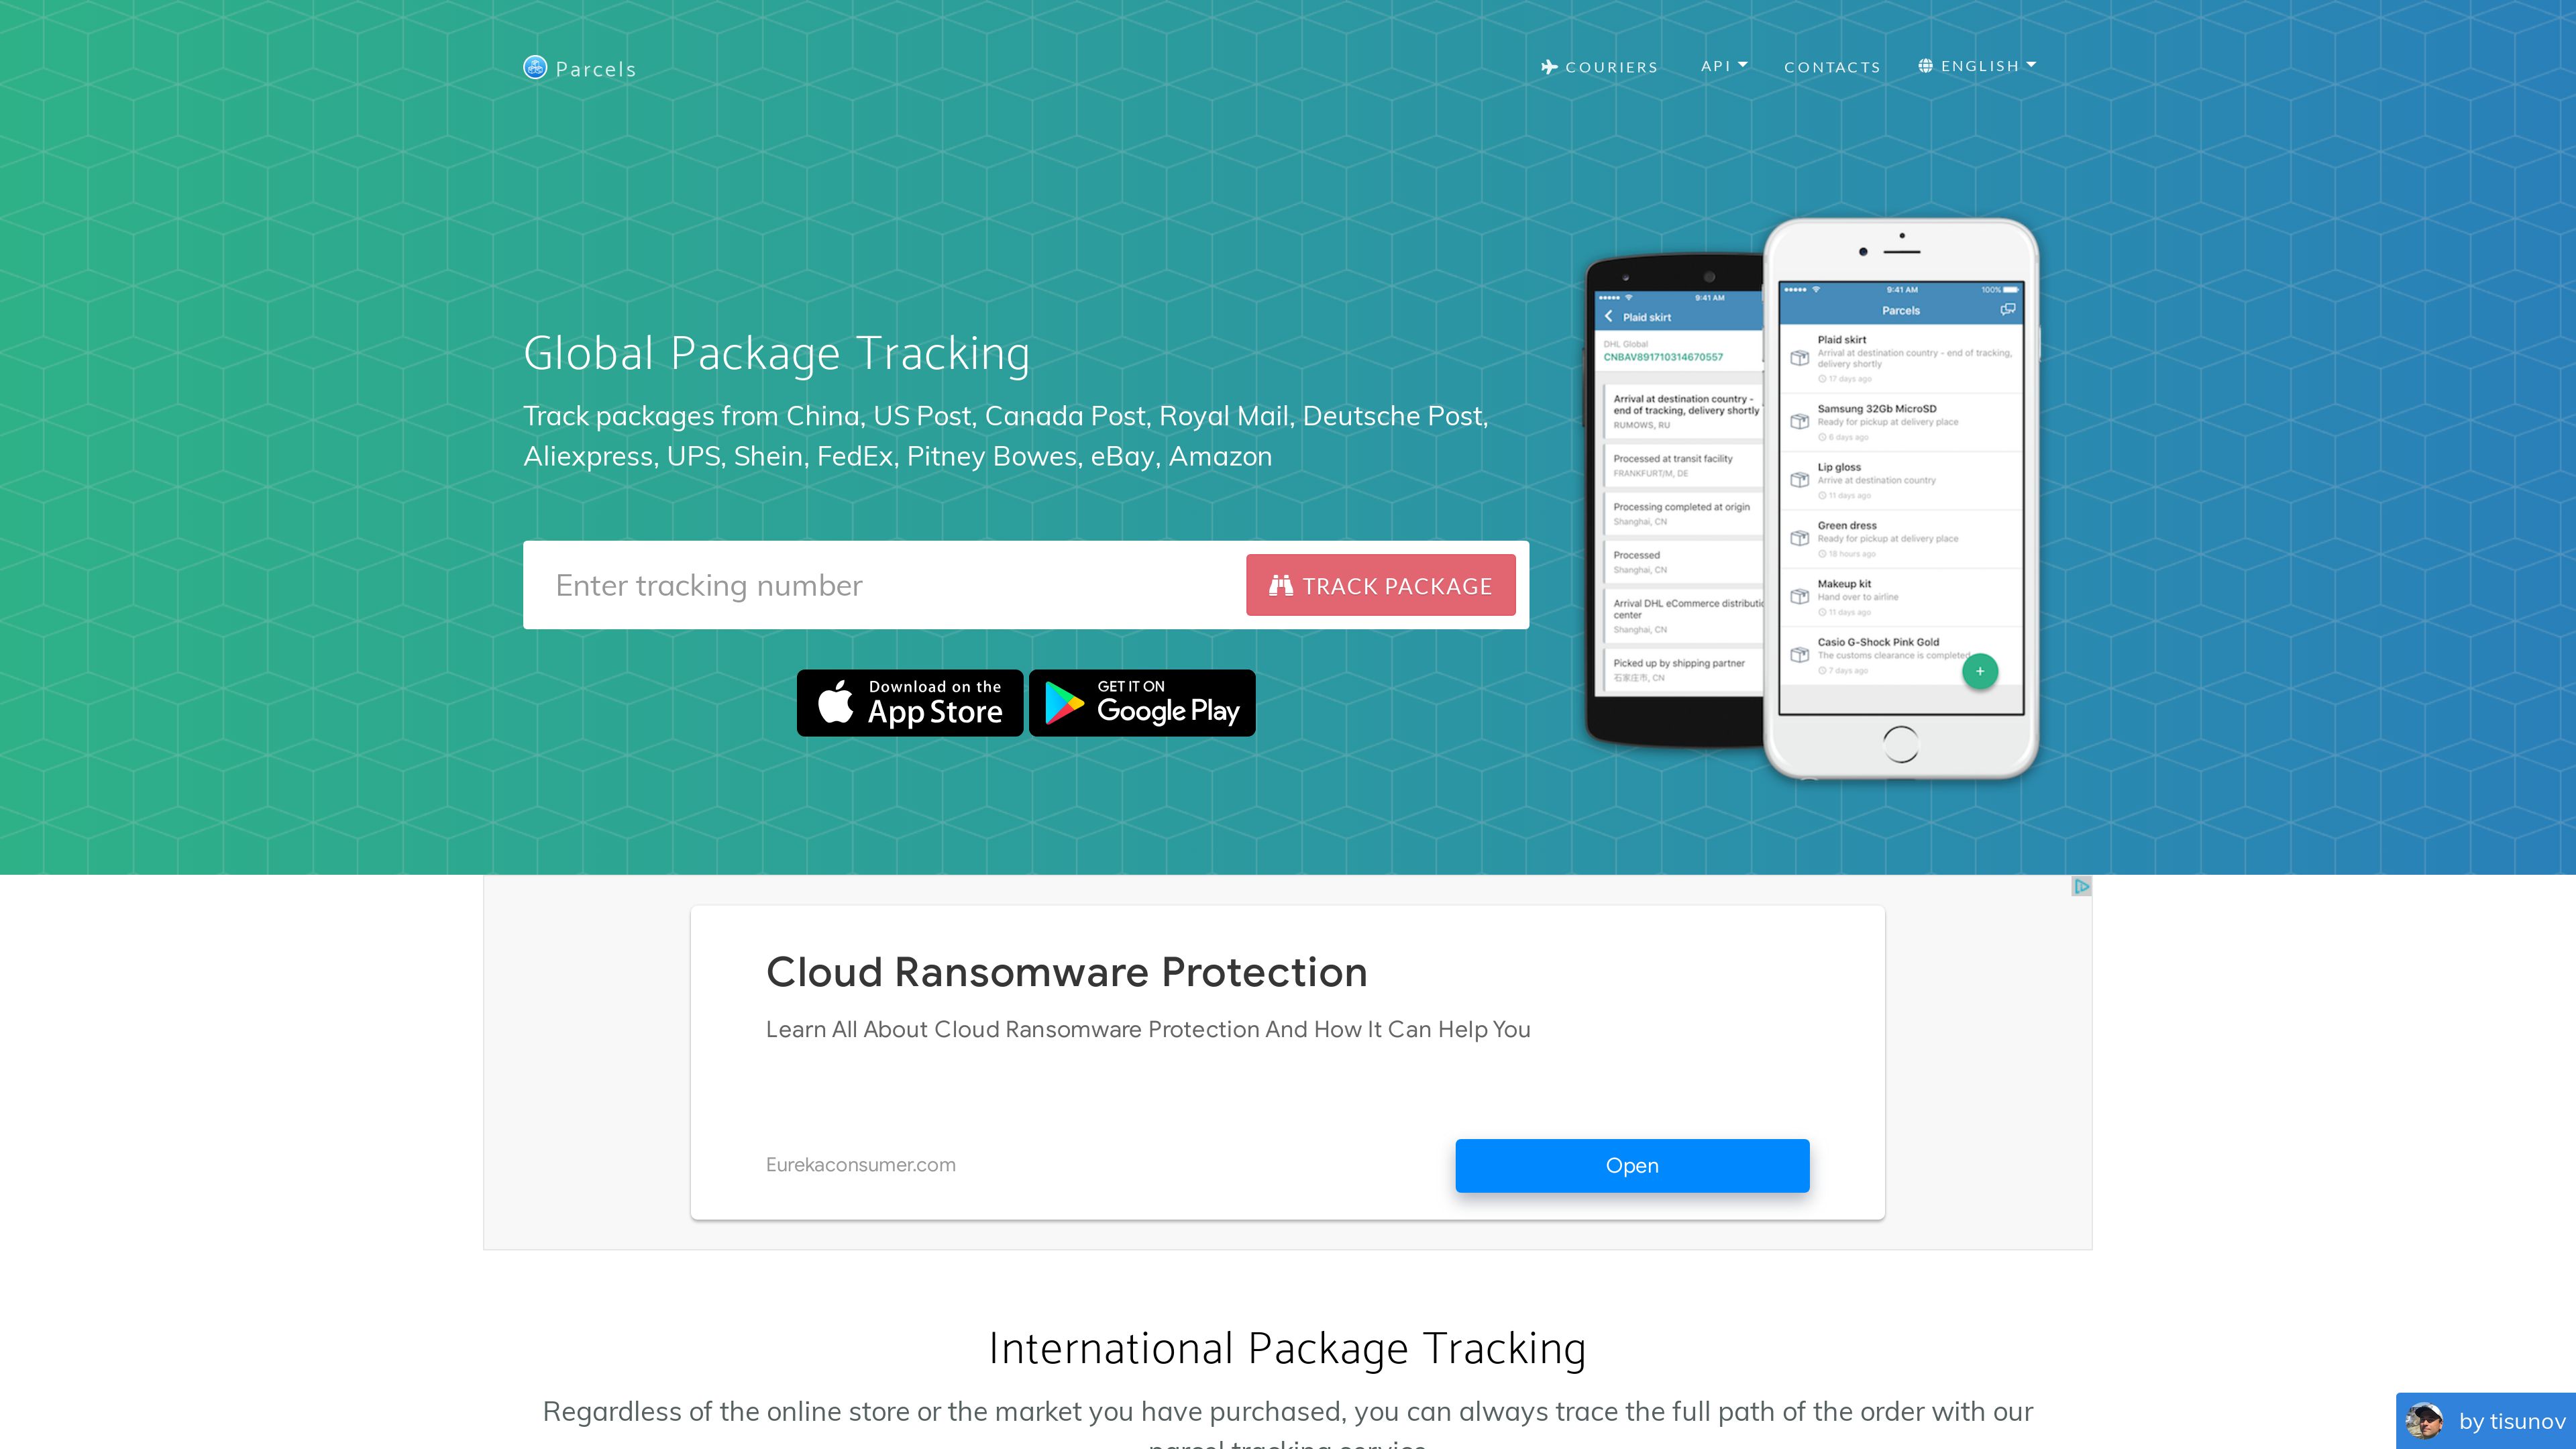 Parcels
COURIERS
API
CONTACTS
ENGLISH
Global Package Tracking
Track packages from China, US Post, Canada Post, Royal Mail, Deutsche Post,
Aliexpress, UPS, Shein, FedEx, Pitney Bowes, eBay, Amazon
Enter tracking number
TRACK PACKAGE
Download on the
App Store
GET IT ON
Google Play
9:41 AM
Plaid skirt
DHL Global
CNBAV891710314670557
Arrival at destination country -
end of tracking, delivery shortly
RUMOWS, RU
Processed at transit facility
FRANKFURT/M, DE
Processing completed at origin
Shanghai, CN
Processed
Shanghai, CN
Arrival DHL eCommerce distributic
center
Shanghai, CN
Picked up by shipping partner
石家庄市, CN
9:41 AM
100%
Parcels
Plaid skirt
Arrival at destination country - end of tracking,
delivery shortly
17 days ago
Samsung 32Gb MicroSD
Ready for pickup at delivery place
6 days ago
Lip gloss
Arrive at destination country
11 days ago
Green dress
Ready for pickup at delivery place
18 hours ago
Makeup kit
Hand over to airline
11 days ago
Casio G-Shock Pink Gold
The customs clearance is completed
7 days ago
+
Cloud Ransomware Protection
Learn All About Cloud Ransomware Protection And How It Can Help You
Eurekaconsumer.com
Open
International Package Tracking
Regardless of the online store or the market you have purchased, you can always trace the full path of the order with our
parcel tracking service
by tisunov